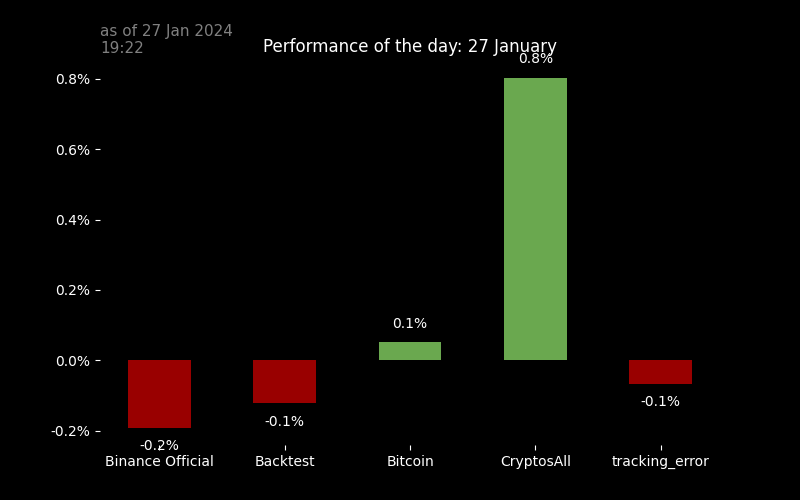 as of 27 Jan 2024
19:22
Performance of the day: 27 January
0.8%
0.8%
0.6%
0.4%
0.2%
0.1%
0.0%
-0.1%
-0.1%
-0.2%
-0.2%
Binance Official
Backtest
Bitcoin
CryptosAll
tracking_error